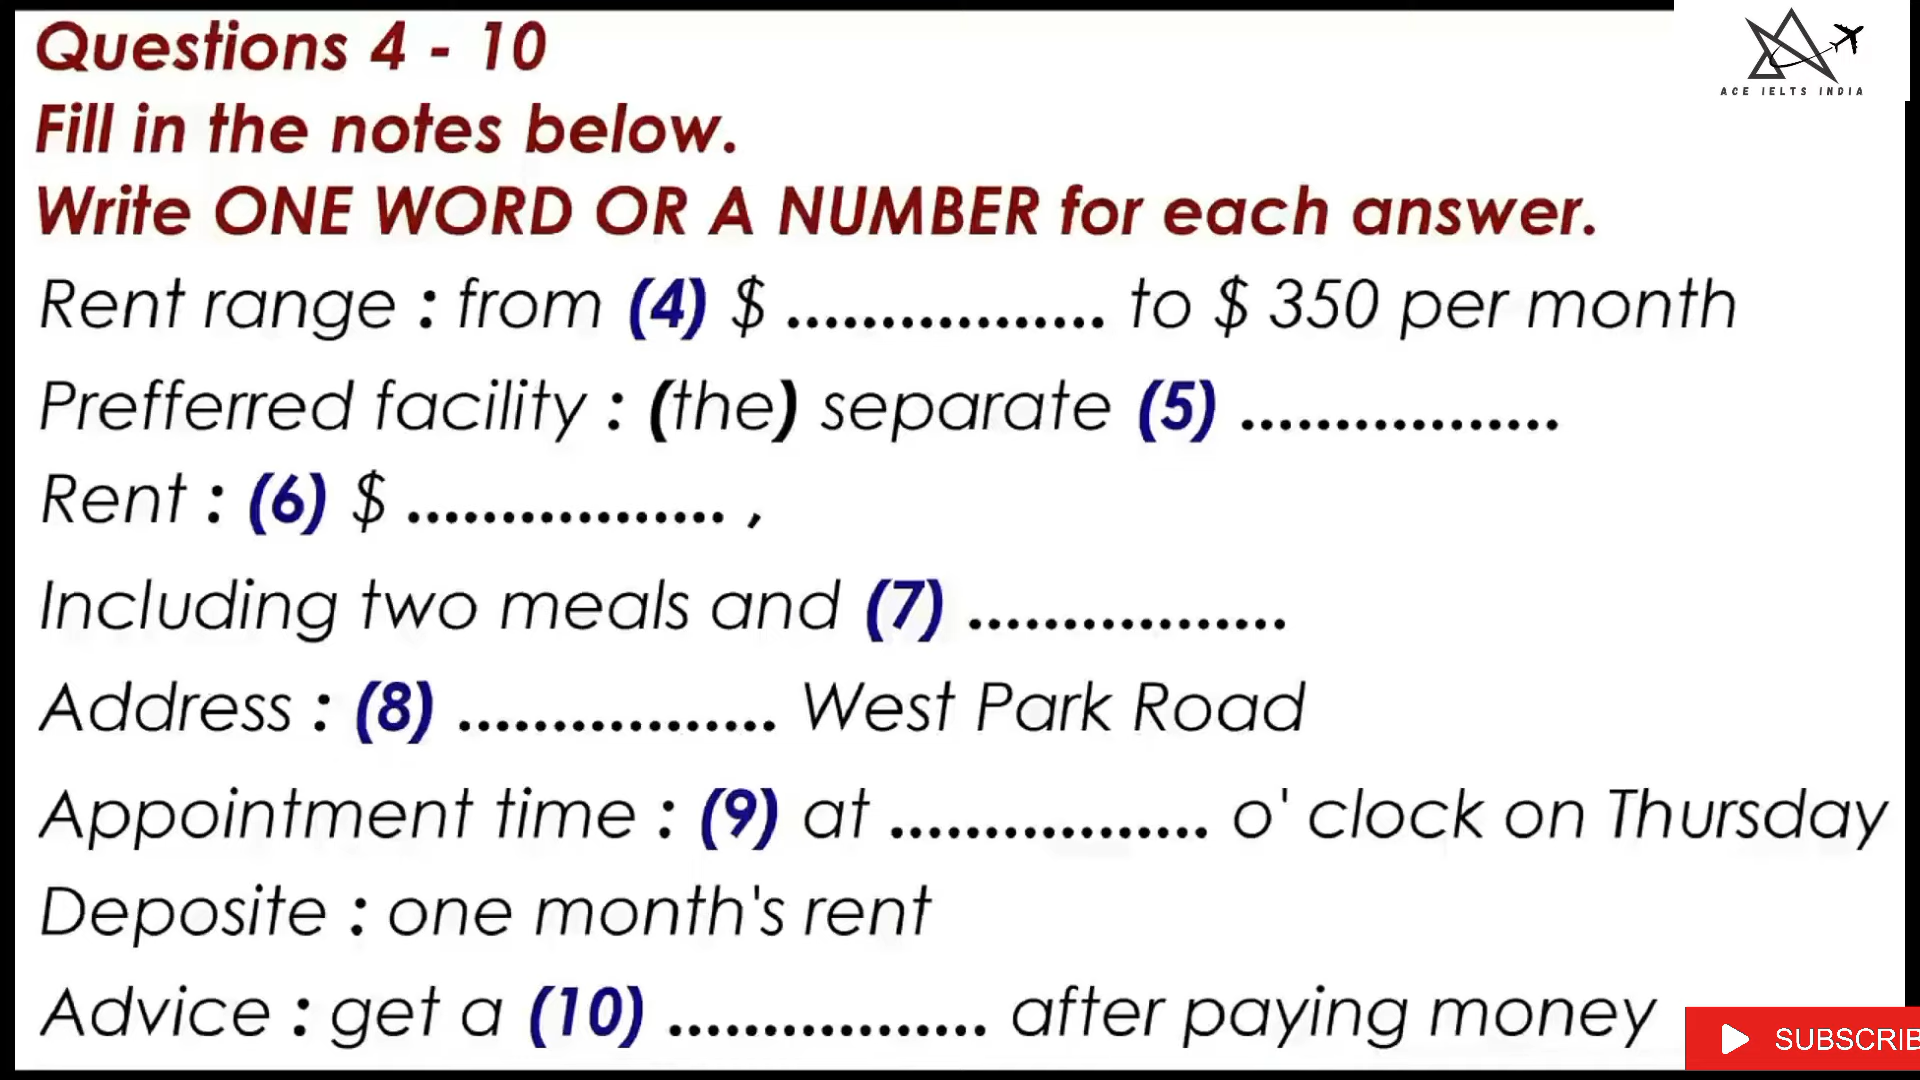 Questions 4 - 10
ACE IELTS INDIA
Fill in the notes below.
Write ONE WORD OR A NUMBER for each answer.
Rent range : from (4) $ ................. to $ 350 per month
Prefferred facility : (the) separate (5) .................
Rent : (6) $ ................. ,
Including two meals and (7) .................
Address : (8) ................. West Park Road
Appointment time : (9) at ................. o' clock on Thursday
Deposite : one month's rent
Advice : get a (10) ................. after paying money
SUBSCRIB